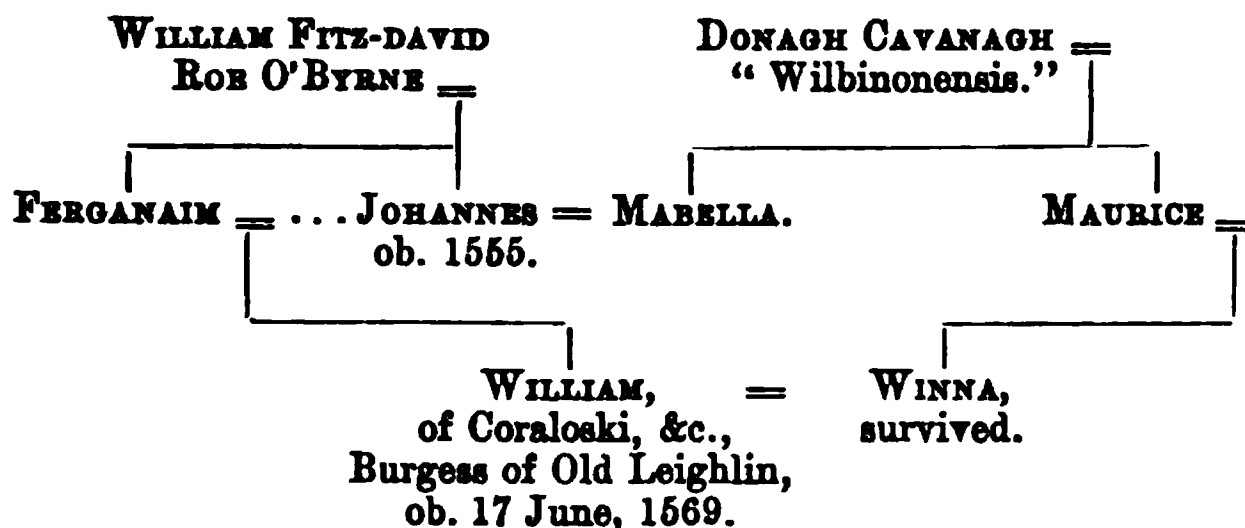 WILLIAM FITZ-DAVID
ROE O'BYRNE =
DONAGH CAVANAGH =
“ Wilbinonensis.”
FERGANAIM = ... JOHANNES = MABELLA.
ob. 1555.
MAURICE =
WILLIAM, = WINNA,
of Coraloski, &c., survived.
Burgess of Old Leighlin,
ob. 17 June, 1569.